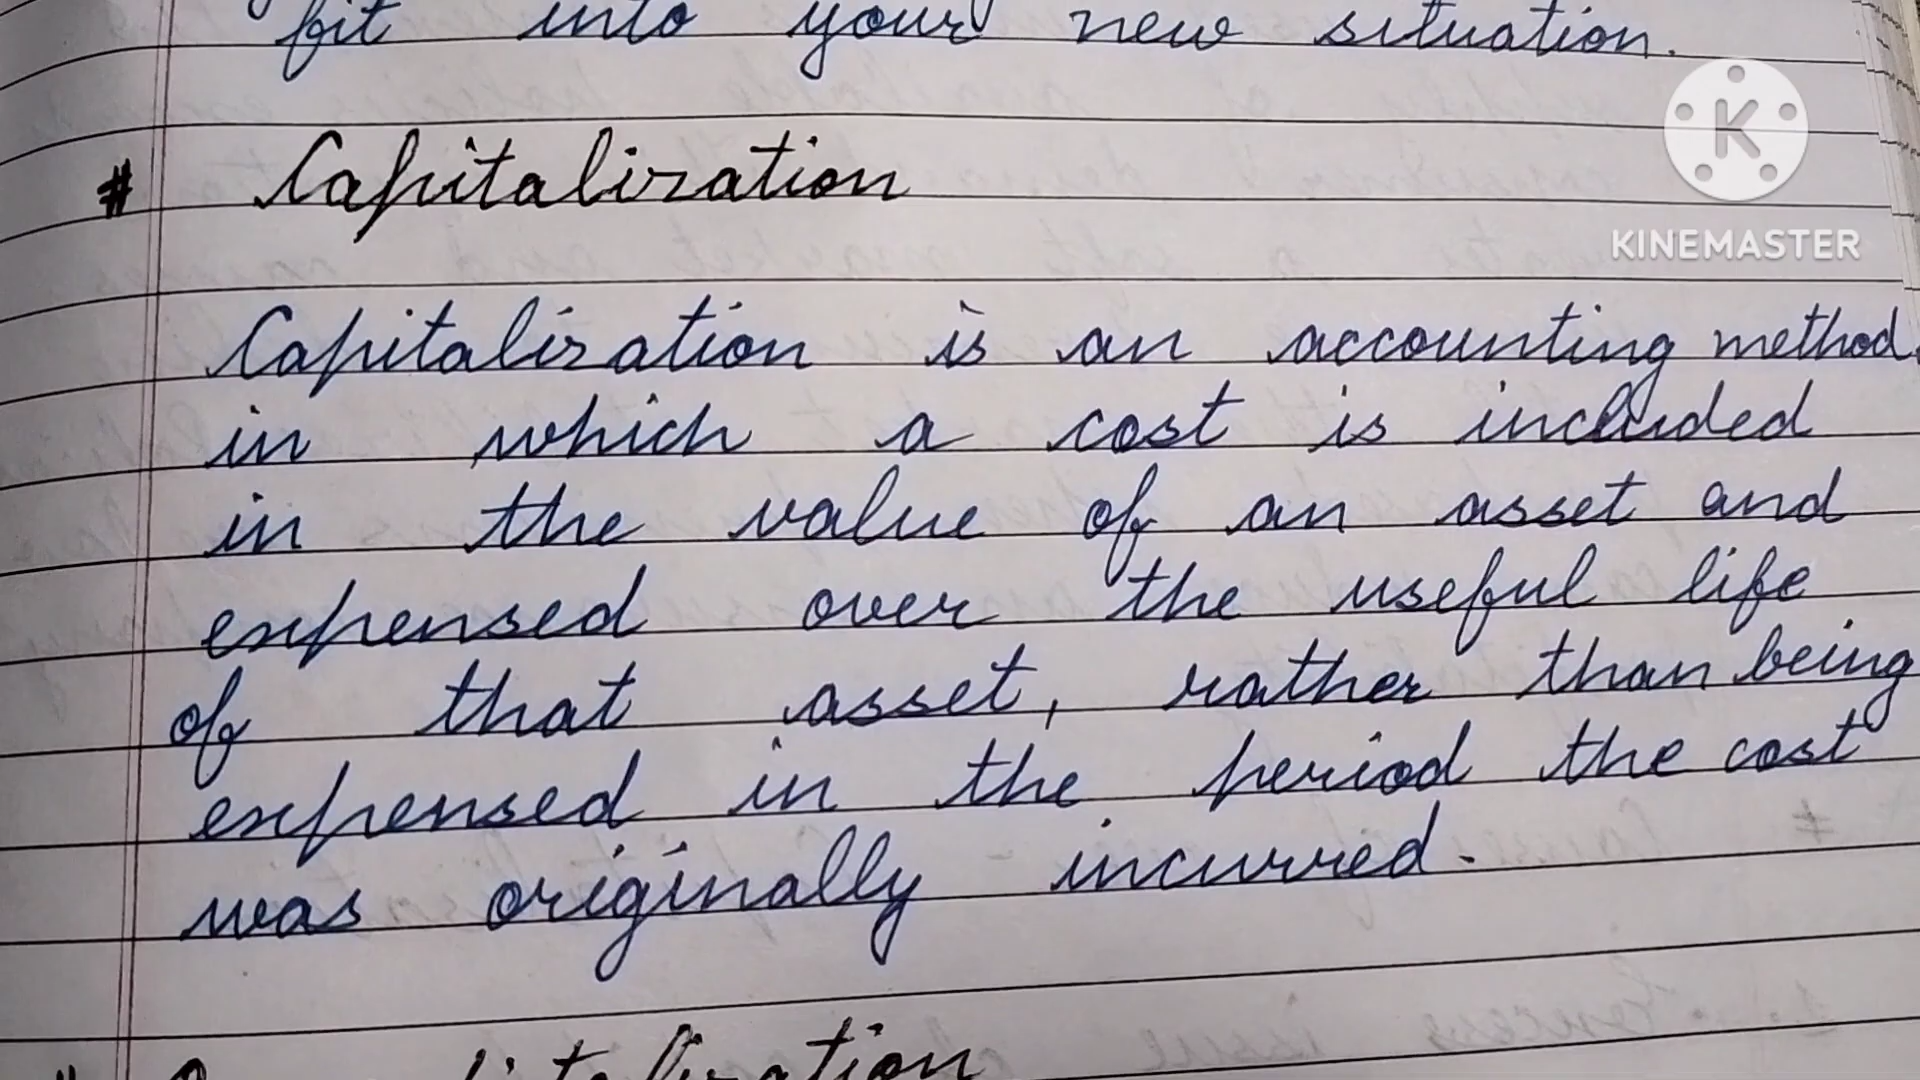 fit into your new situation.
# Capitalization
K
KINEMASTER
Capitalization is an accounting method
in which a cost is included
in the value of an asset and
expensed over the useful life
of that asset, rather than being
expensed in the period the cost
was originally incurred.